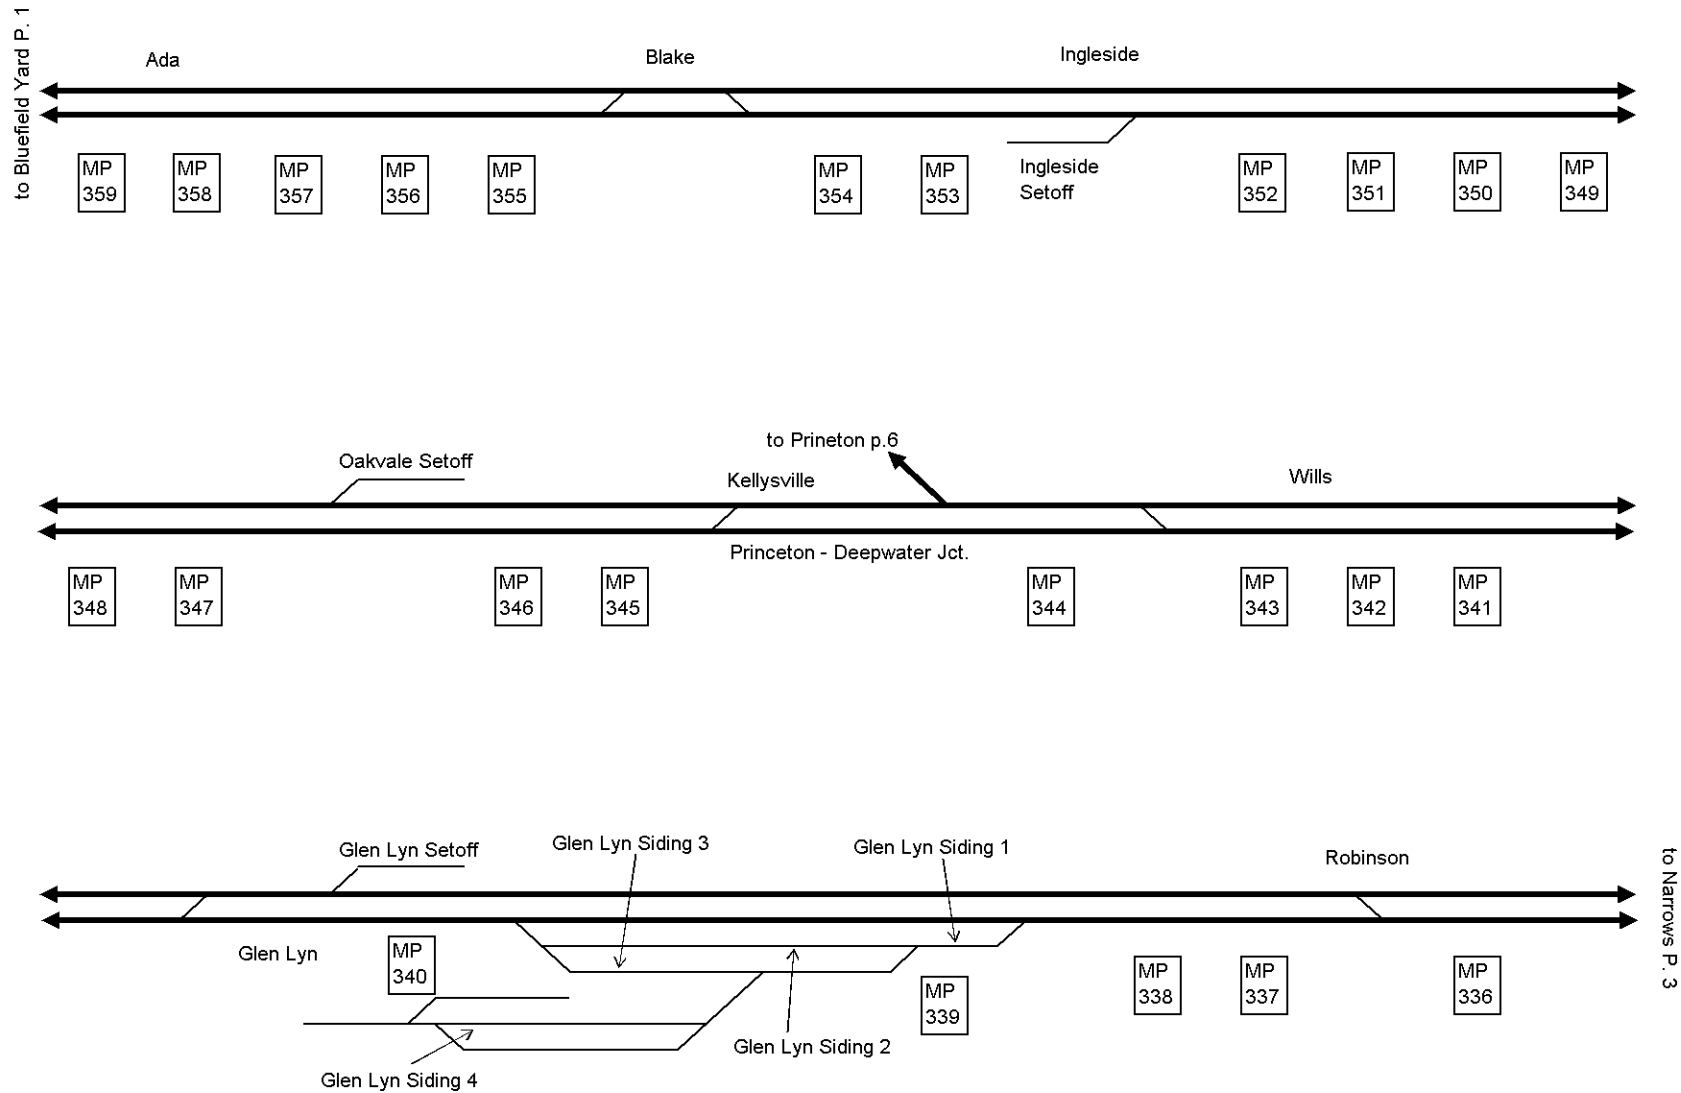 to Bluefield Yard P. 1
Ada
Blake
Ingleside
MP
359
MP
358
MP
357
MP
356
MP
355
MP
354
MP
353
Ingleside
Setoff
MP
352
MP
351
MP
350
MP
349
to Prineton p.6
Oakvale Setoff
Kellysville
Wills
Princeton - Deepwater Jct.
MP
348
MP
347
MP
346
MP
345
MP
344
MP
343
MP
342
MP
341
Glen Lyn Setoff
Glen Lyn Siding 3
Glen Lyn Siding 1
Robinson
to Narrows P. 3
Glen Lyn
MP
340
MP
339
MP
338
MP
337
MP
336
Glen Lyn Siding 2
Glen Lyn Siding 4